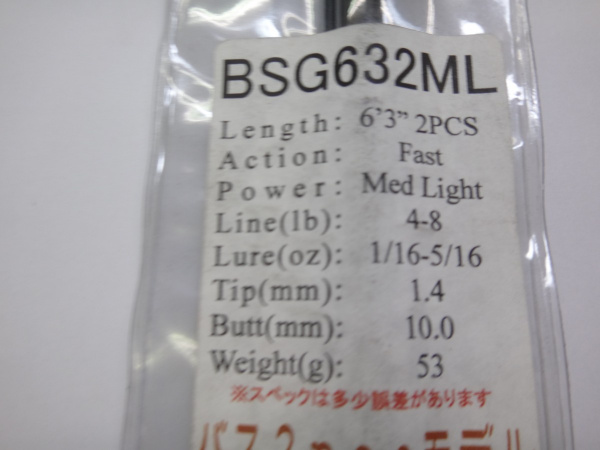 BSG632ML
Length: 6'3" 2PCS
Action: Fast
Power: Med Light
Line(lb): 4-8
Lure(oz): 1/16-5/16
Tip(mm): 1.4
Butt(mm): 10.0
Weight(g): 53
※スペックは多少誤差があります